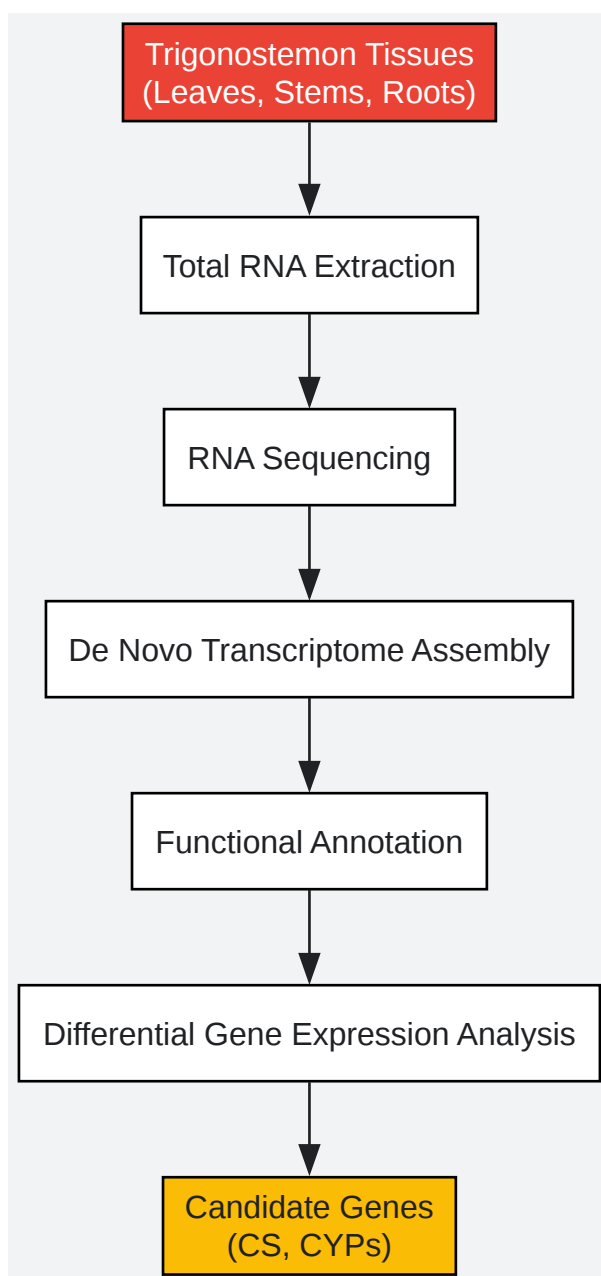 Trigonostemon Tissues
(Leaves, Stems, Roots)
Total RNA Extraction
RNA Sequencing
De Novo Transcriptome Assembly
Functional Annotation
Differential Gene Expression Analysis
Candidate Genes
(CS, CYPs)